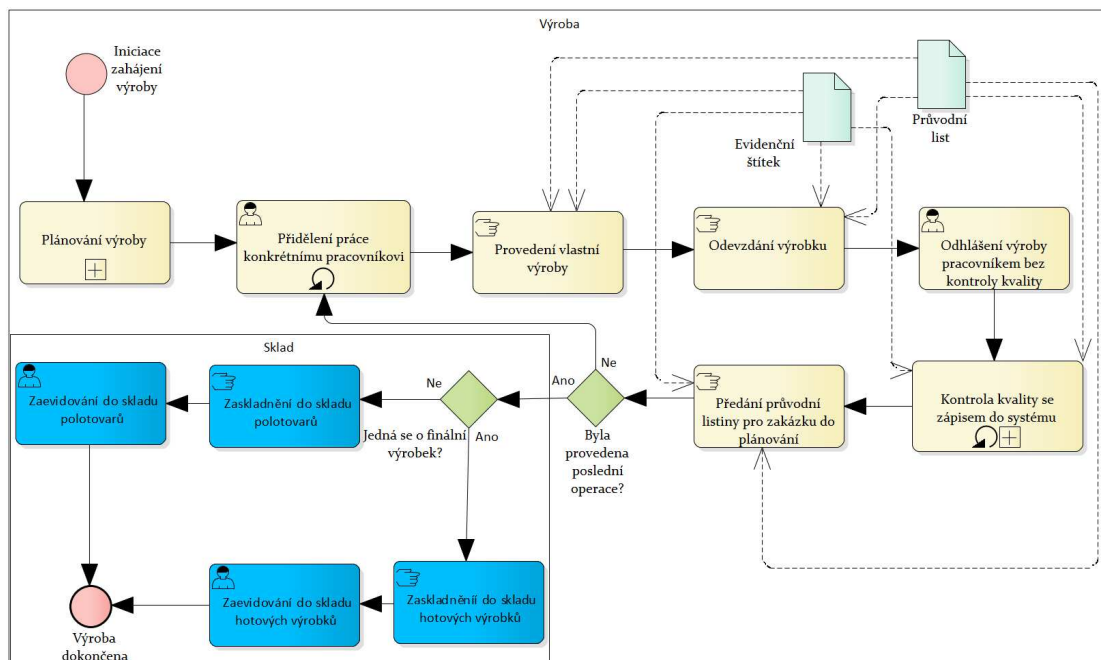 Výroba
Iniciace
zahájení
výroby
Průvodní
list
Evidenční
štítek
Plánování výroby
Přidělení práce
konkrétnímu pracovníkovi
Provedení vlastní
výroby
Odevzdání výrobku
Odhlášení výroby
pracovníkem bez
kontroly kvality
Sklad
Ne
Ano
Ne
Ano
Zaevidování do skladu
polotovarů
Zaskladnění do skladu
polotovarů
Jedná se o finální
výrobek?
Byla
provedena
poslední
operace?
Předání průvodní
listiny pro zakázku do
plánování
Kontrola kvality se
zápisem do systému
Výroba
dokončena
Zaevidování do skladu
hotových výrobků
Zaskladněníí do skladu
hotových výrobků